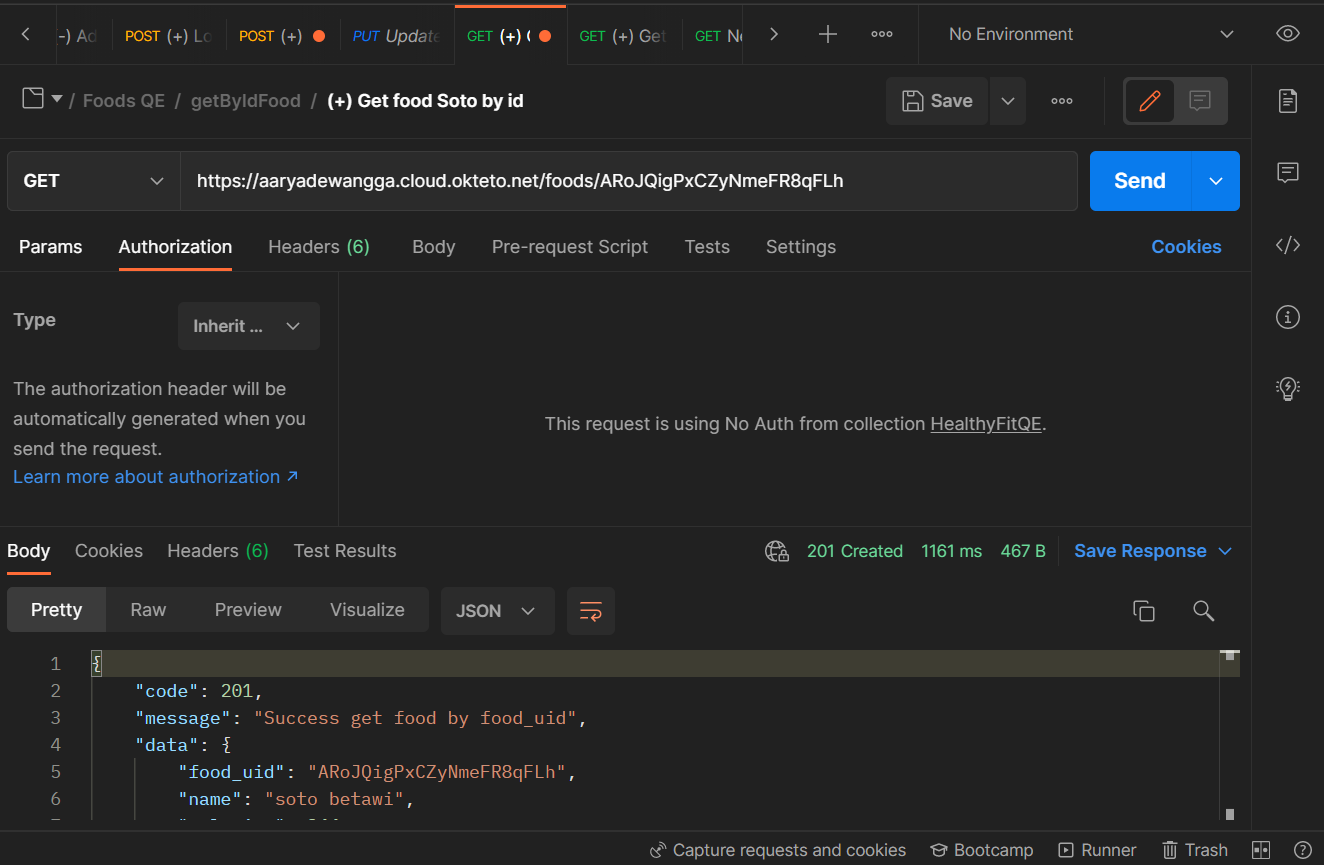 -) Ad POST (+) Lo POST (+) PUT Update GET (+) GET (+) Get GET No Environment
Foods QE / getByIdFood / (+) Get food Soto by id Save
GET https://aaryadewangga.cloud.okteto.net/foods/ARoJQigPxCZyNmeFR8qFLh Send
Params Authorization Headers (6) Body Pre-request Script Tests Settings Cookies
Type Inherit ...
The authorization header will be
automatically generated when you
send the request.
Learn more about authorization ↗
This request is using No Auth from collection HealthyFitQE.
Body Cookies Headers (6) Test Results 201 Created 1161 ms 467 B Save Response
Pretty Raw Preview Visualize JSON
1 {
2 "code": 201,
3 "message": "Success get food by food_uid",
4 "data": {
5 "food_uid": "ARoJQigPxCZyNmeFR8qFLh",
6 "name": "soto betawi",
Capture requests and cookies Bootcamp Runner Trash